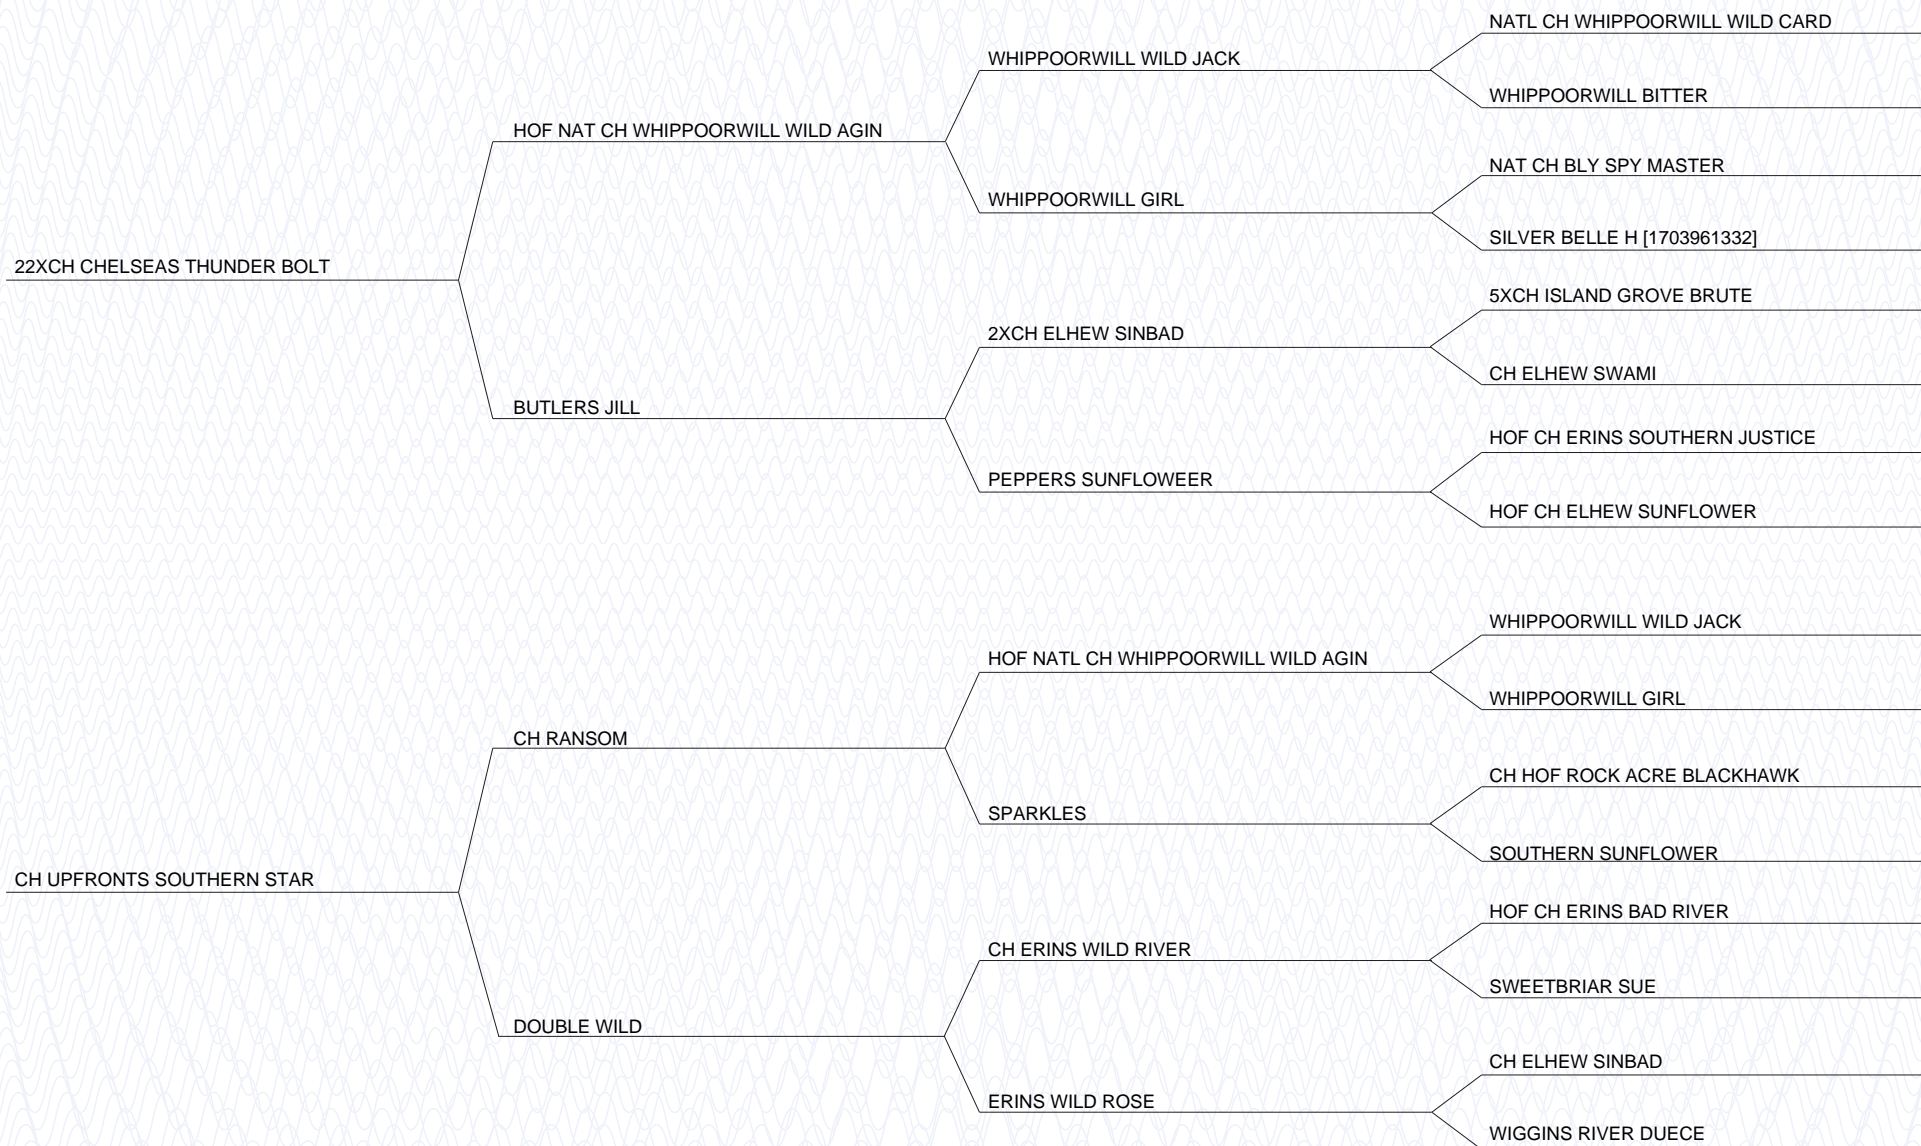 NATL CH WHIPPOORWILL WILD CARD
WHIPPOORWILL WILD JACK
WHIPPOORWILL BITTER
HOF NAT CH WHIPPOORWILL WILD AGIN
NAT CH BLY SPY MASTER
WHIPPOORWILL GIRL
SILVER BELLE H [1703961332]
22XCH CHELSEAS THUNDER BOLT
5XCH ISLAND GROVE BRUTE
2XCH ELHEW SINBAD
CH ELHEW SWAMI
BUTLERS JILL
HOF CH ERINS SOUTHERN JUSTICE
PEPPERS SUNFLOWEER
HOF CH ELHEW SUNFLOWER
WHIPPOORWILL WILD JACK
HOF NATL CH WHIPPOORWILL WILD AGIN
WHIPPOORWILL GIRL
CH RANSOM
CH HOF ROCK ACRE BLACKHAWK
SPARKLES
SOUTHERN SUNFLOWER
CH UPFRONTS SOUTHERN STAR
HOF CH ERINS BAD RIVER
CH ERINS WILD RIVER
SWEETBRIAR SUE
DOUBLE WILD
CH ELHEW SINBAD
ERINS WILD ROSE
WIGGINS RIVER DUECE